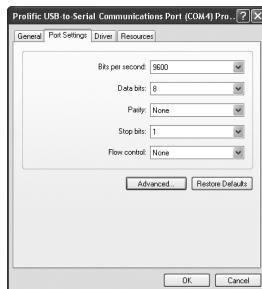 Prolific USB-to-Serial Communications Port (COM4) Pro..
General Port Settings Driver Resources
Bits per second: 9600
Data bits: 8
Parity: None
Stop bits: 1
Flow control: None
Advanced... Restore Defaults
OK Cancel